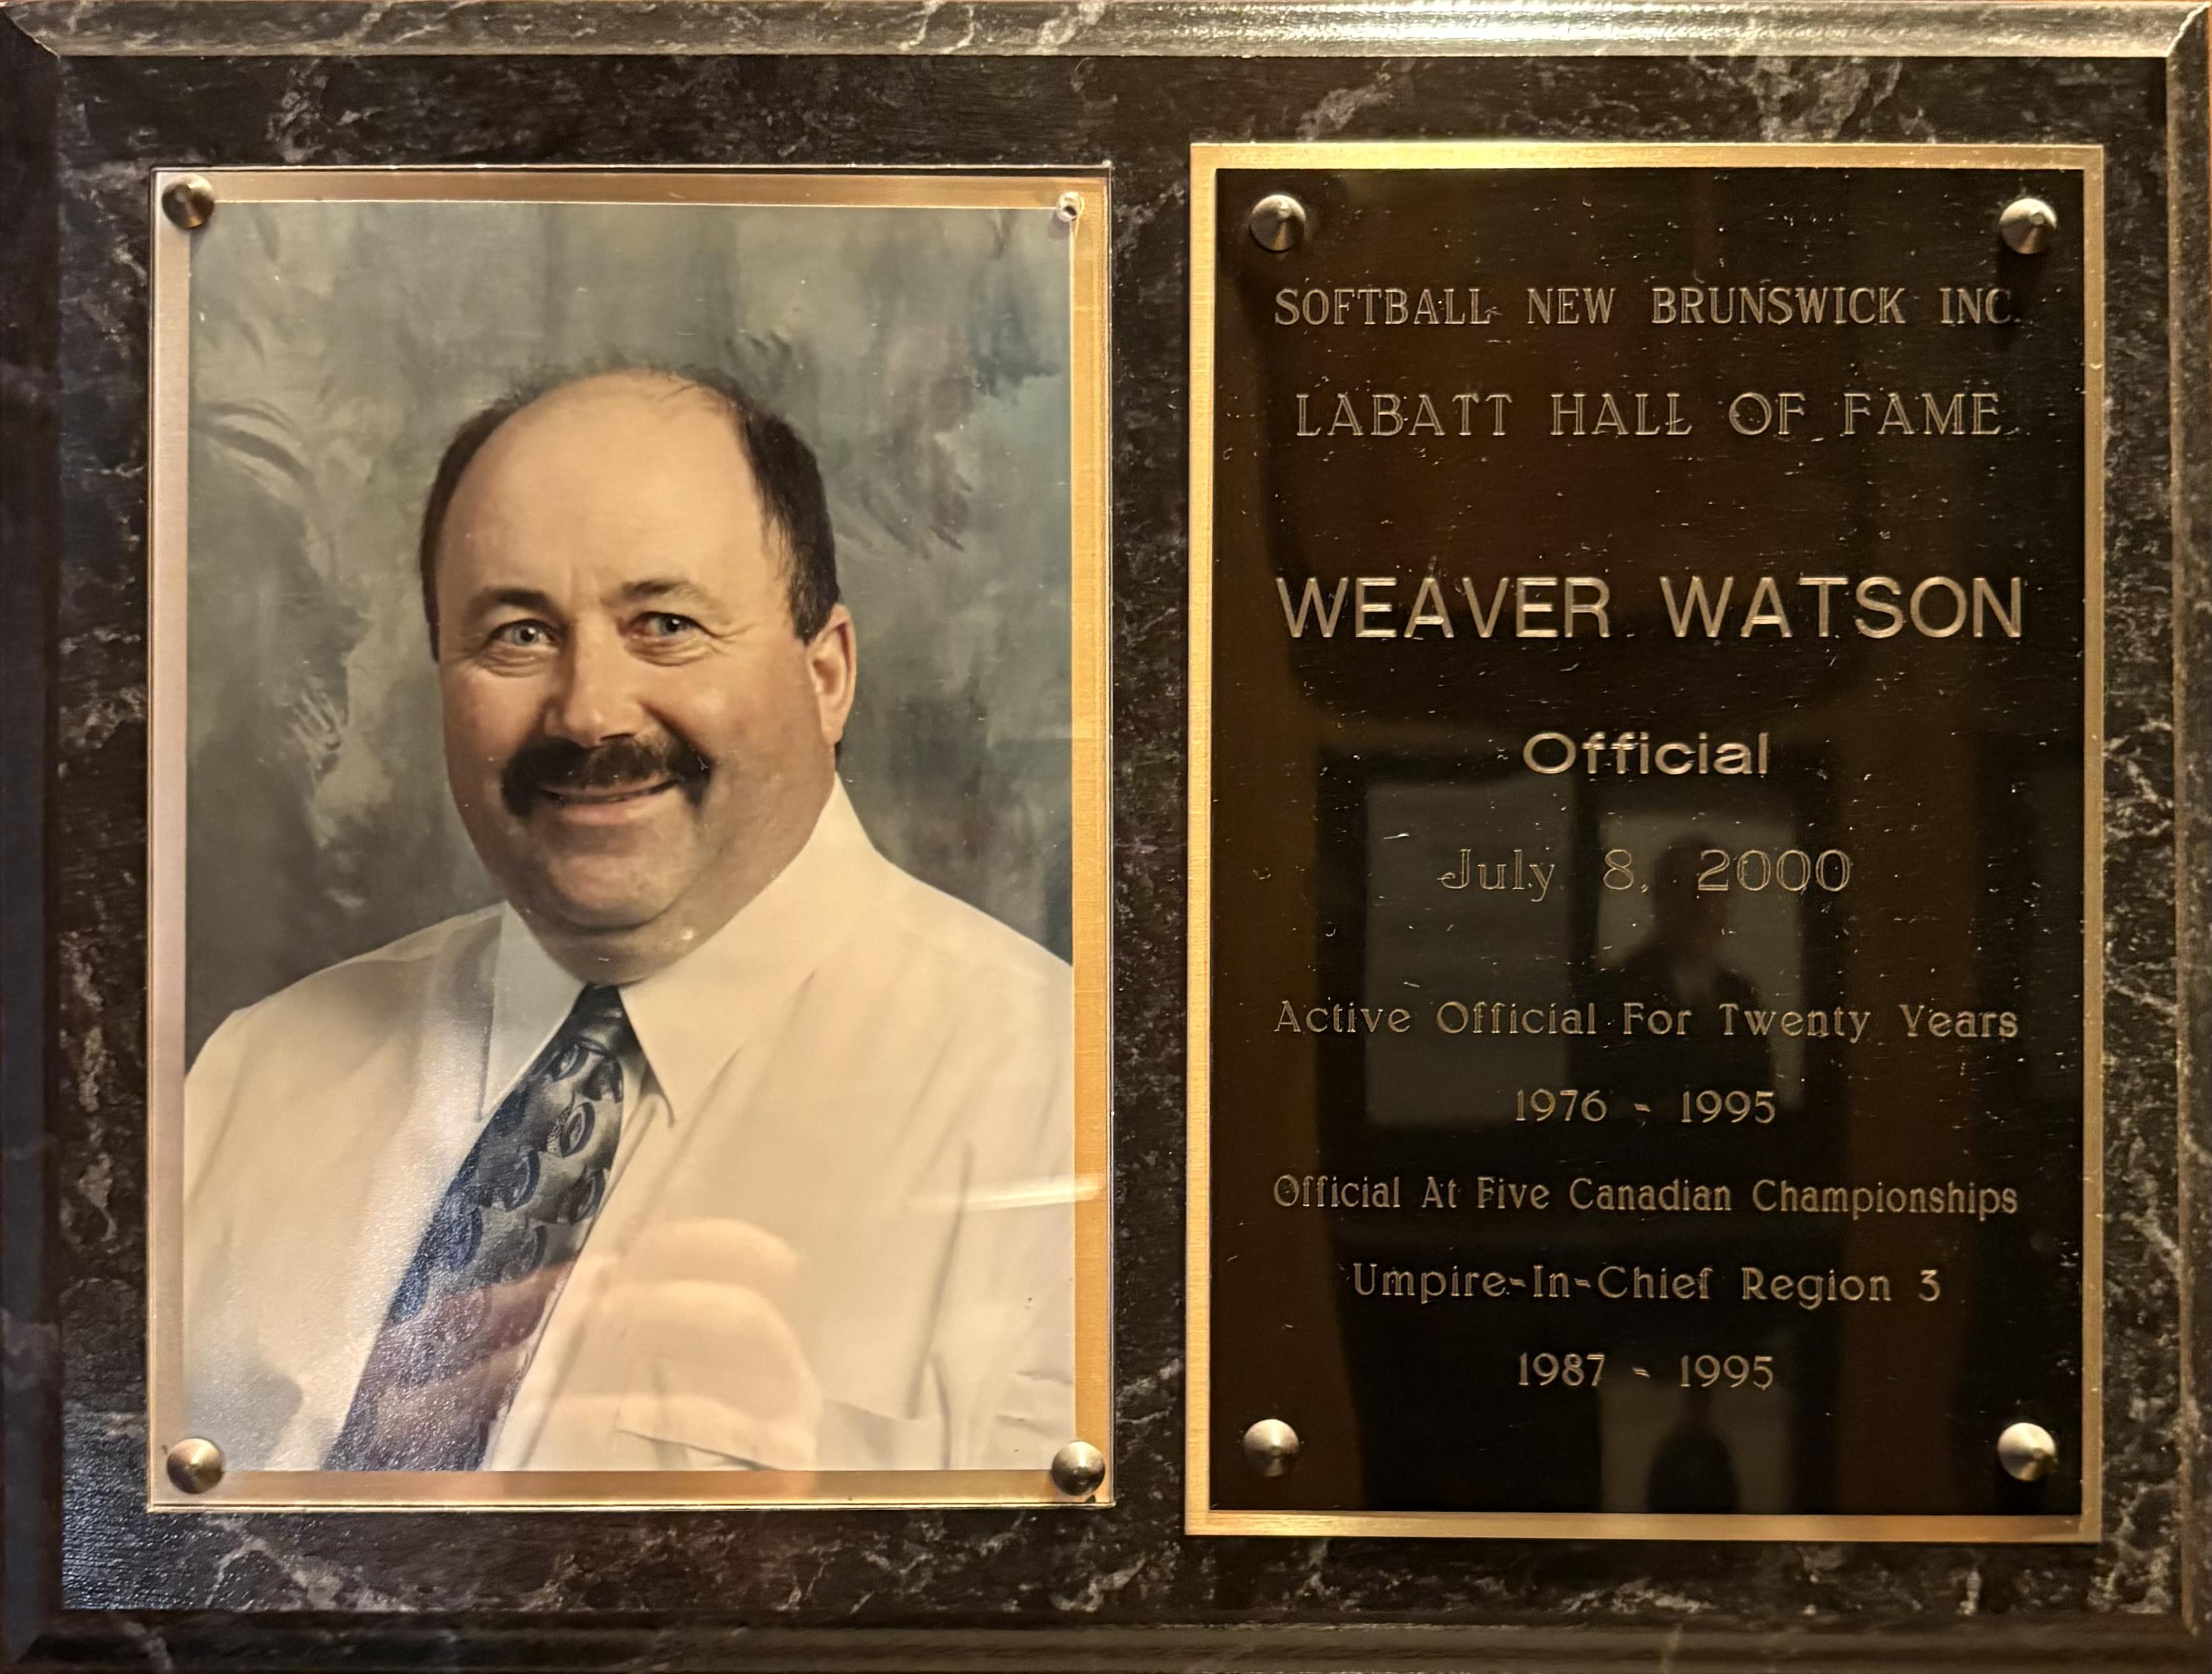 SOFTBALL NEW BRUNSWICK INC.
LABATT HALL OF FAME
WEAVER WATSON
Official
July 8, 2000
Active Official For Twenty Years
1976 - 1995
Official At Five Canadian Championships
Umpire-In-Chief Region 3
1987 - 1995